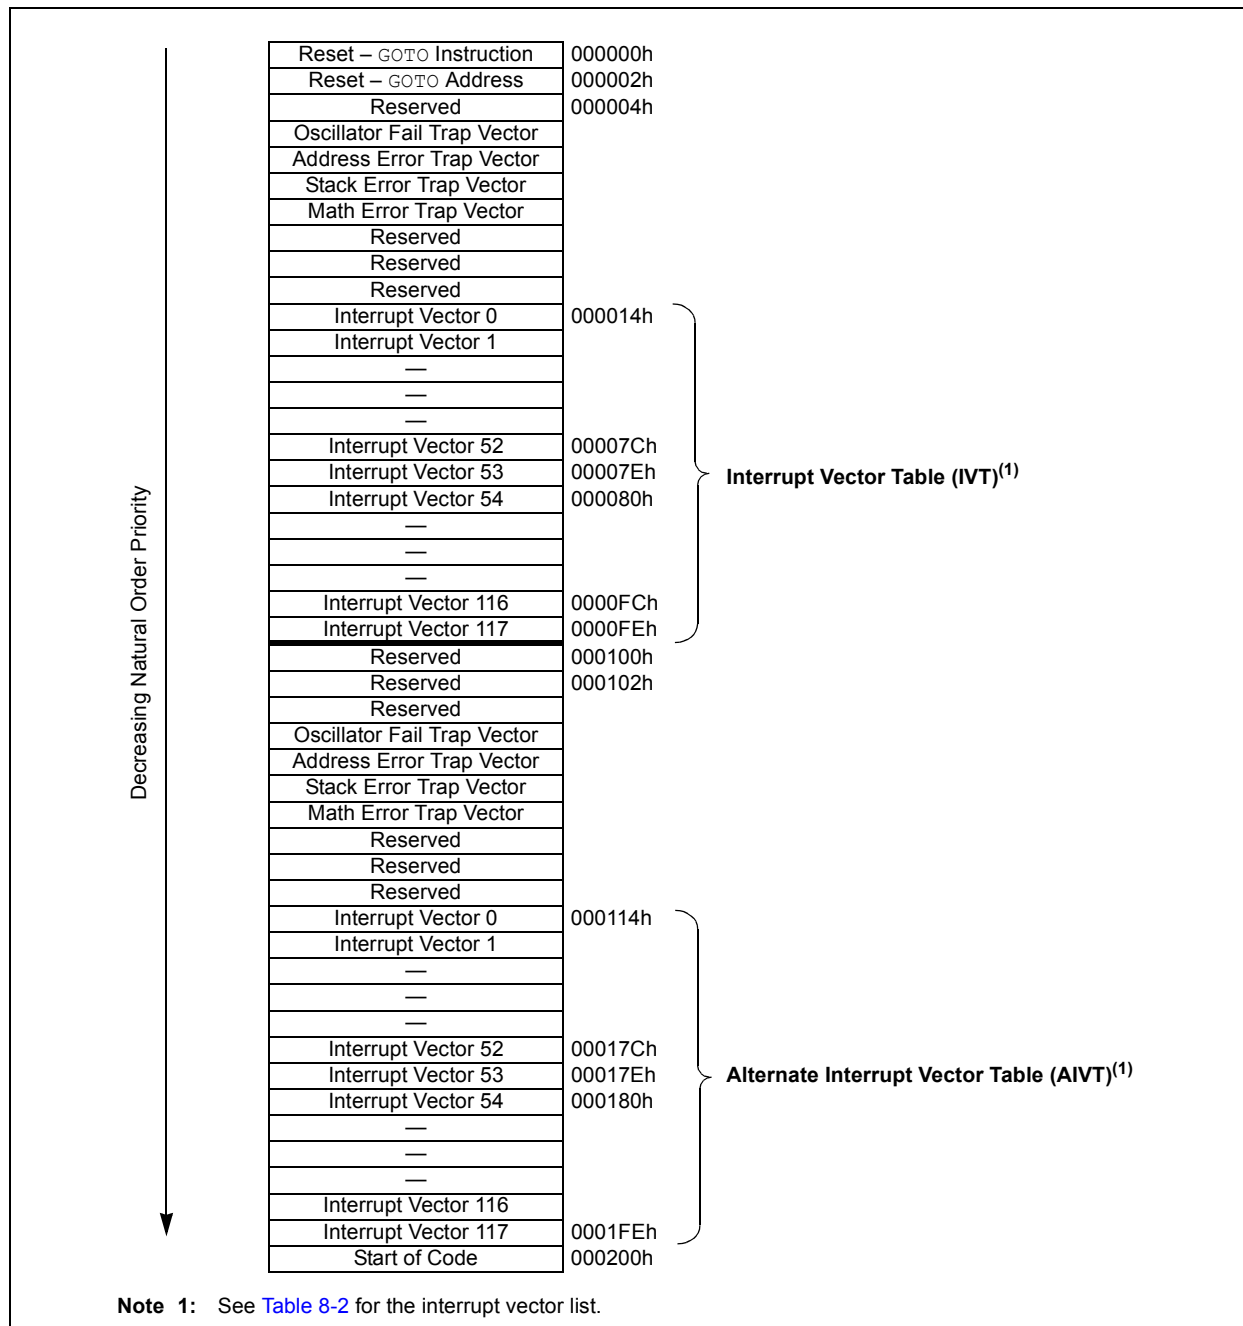 Reset – GOTO Instruction 000000h
Reset – GOTO Address 000002h
Reserved 000004h
Oscillator Fail Trap Vector
Address Error Trap Vector
Stack Error Trap Vector
Math Error Trap Vector
Reserved
Reserved
Reserved
Interrupt Vector 0 000014h
Interrupt Vector 1
—
—
—
Interrupt Vector 52 00007Ch
Interrupt Vector 53 00007Eh
Interrupt Vector 54 000080h
—
—
—
Interrupt Vector 116 0000FCh
Interrupt Vector 117 0000FEh
Interrupt Vector Table (IVT)(1)
Decreasing Natural Order Priority
Reserved 000100h
Reserved 000102h
Reserved
Oscillator Fail Trap Vector
Address Error Trap Vector
Stack Error Trap Vector
Math Error Trap Vector
Reserved
Reserved
Reserved
Interrupt Vector 0 000114h
Interrupt Vector 1
—
—
—
Interrupt Vector 52 00017Ch
Interrupt Vector 53 00017Eh
Interrupt Vector 54 000180h
—
—
—
Interrupt Vector 116
Interrupt Vector 117 0001FEh
Alternate Interrupt Vector Table (AIVT)(1)
Start of Code 000200h
Note 1: See Table 8-2 for the interrupt vector list.